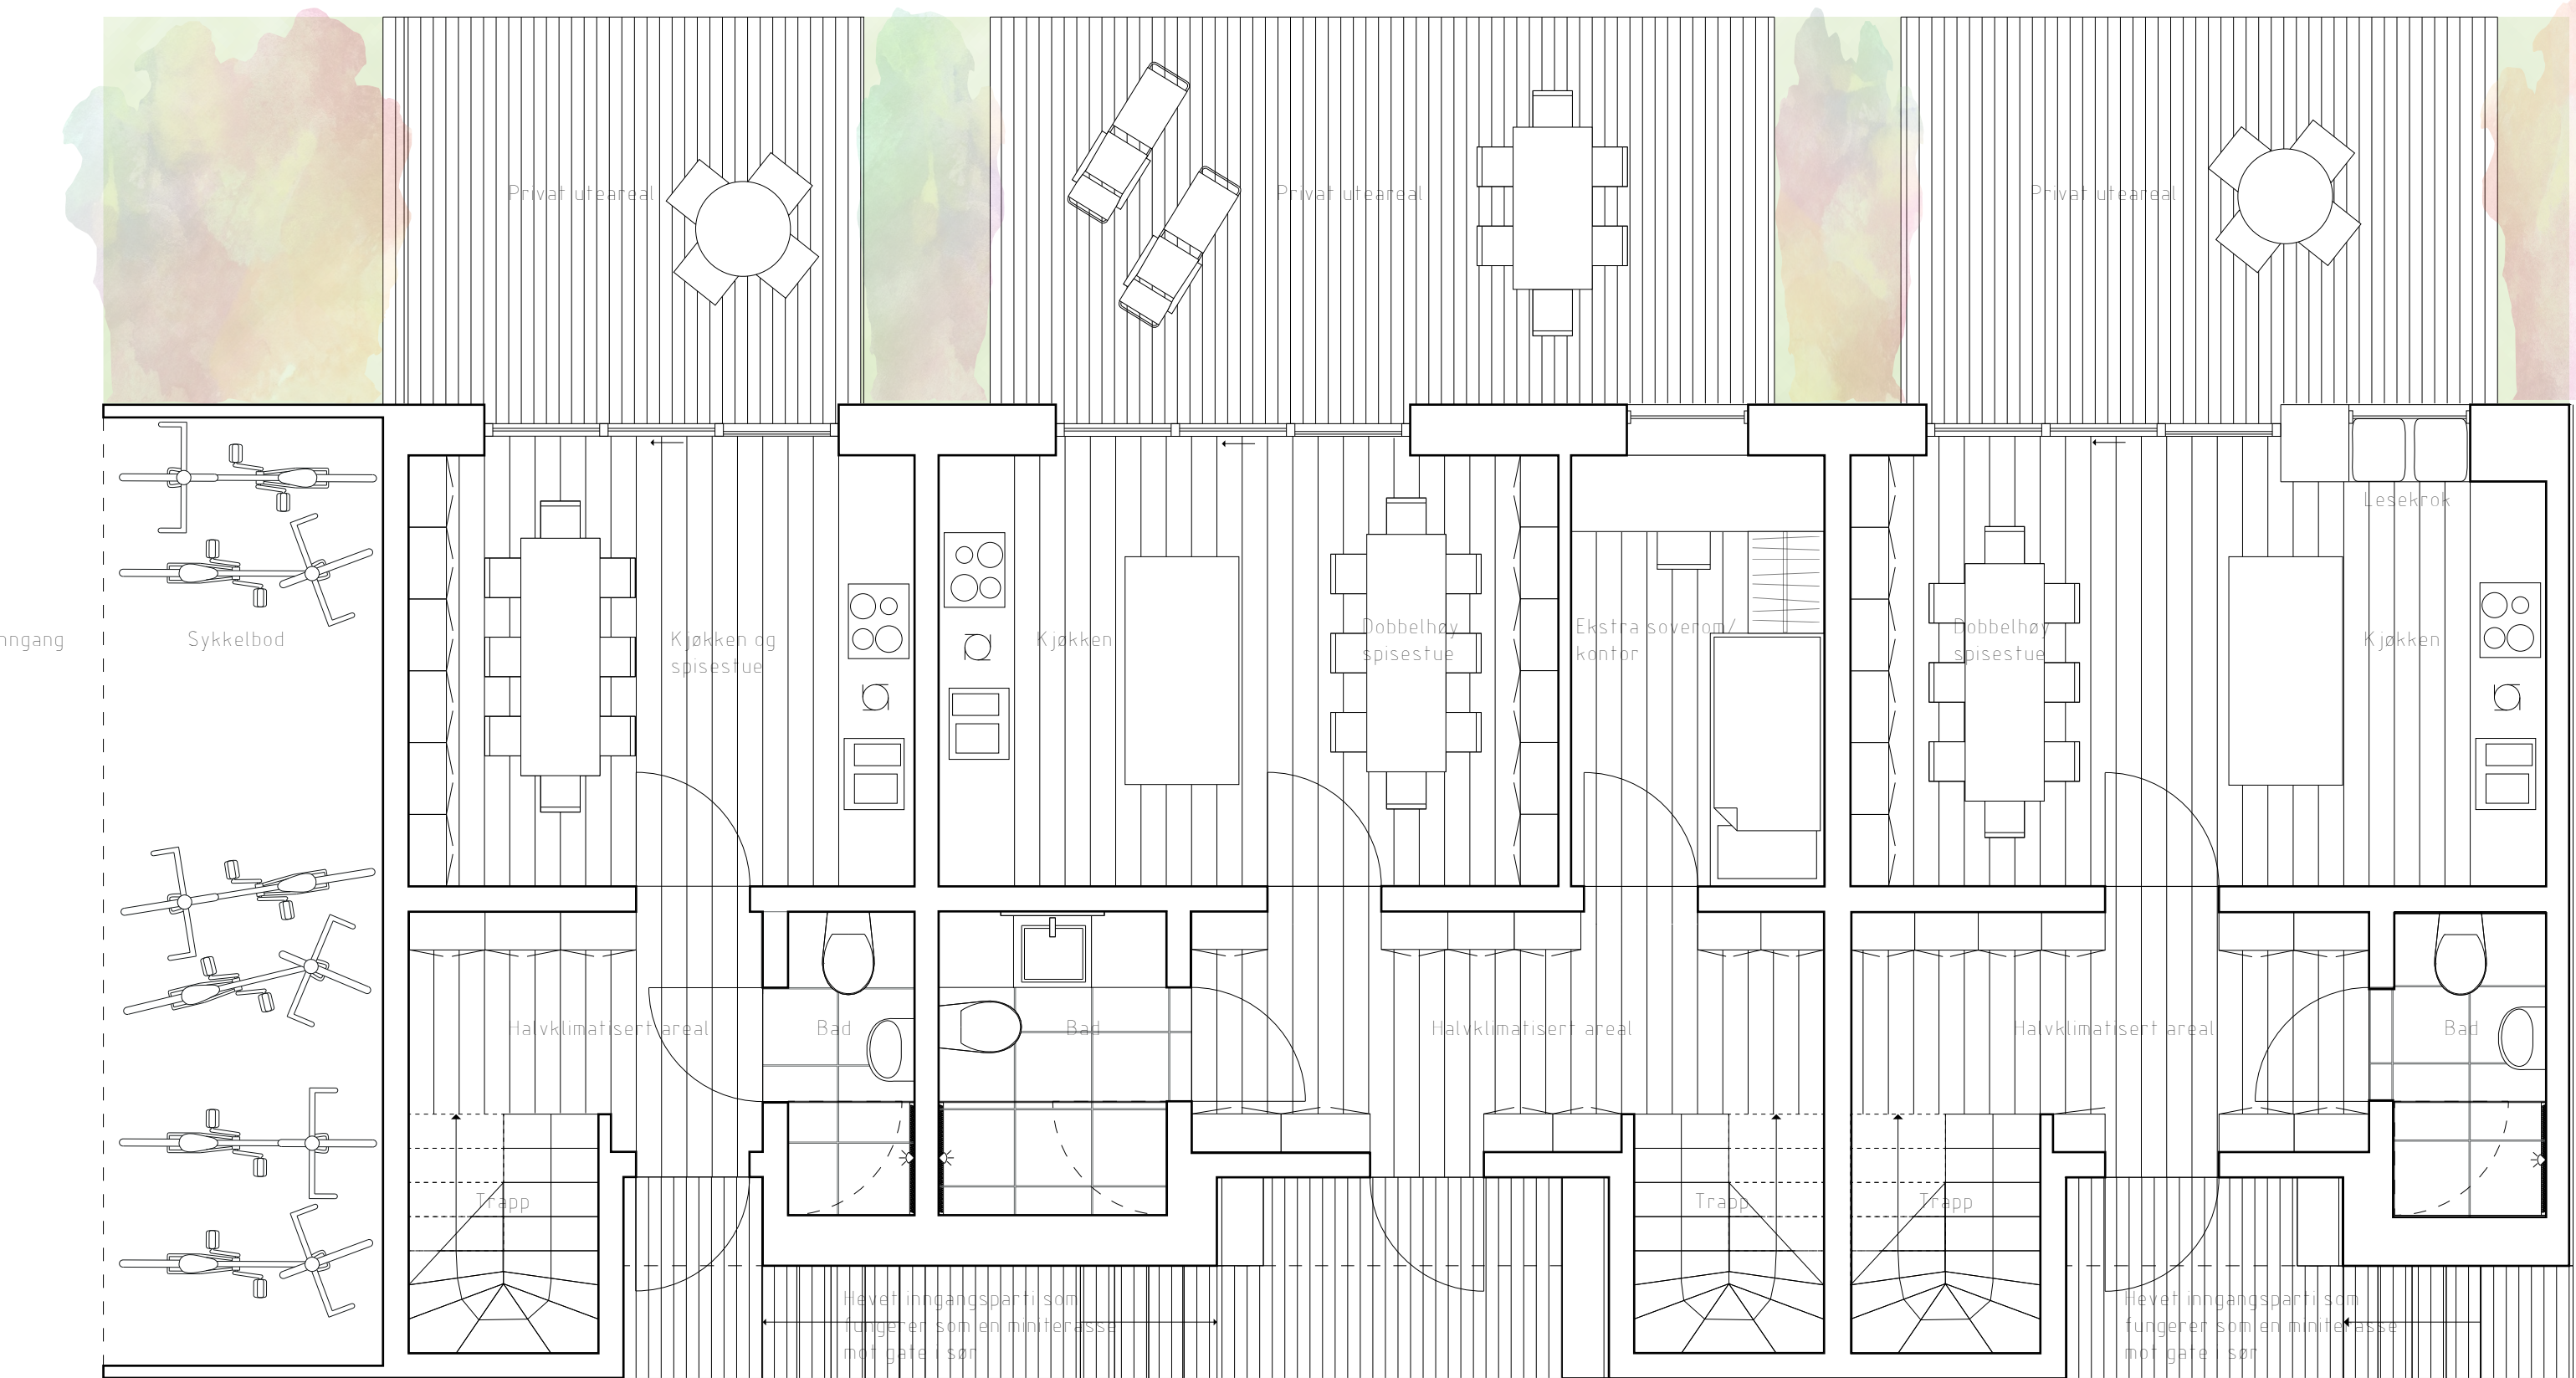 Privat uteareal
Privat uteareal
Privat uteareal
Lesekrok
nngang
Sykkelbod
Kjøkken og
spisestue
Kjøkken
Dobbelhøy
spisestue
Ekstra soverom/
kontor
Dobbelhøy
spisestue
Kjøkken
Halvklimatisert areal
Bad
Bad
Halvklimatisert areal
Halvklimatisert areal
Bad
Trapp
Trapp
Trapp
Hevet inngangsparti som
fungerer som en miniterasse
mot gate i sør
Hevet inngangsparti som
fungerer som en miniterasse
mot gate i sør